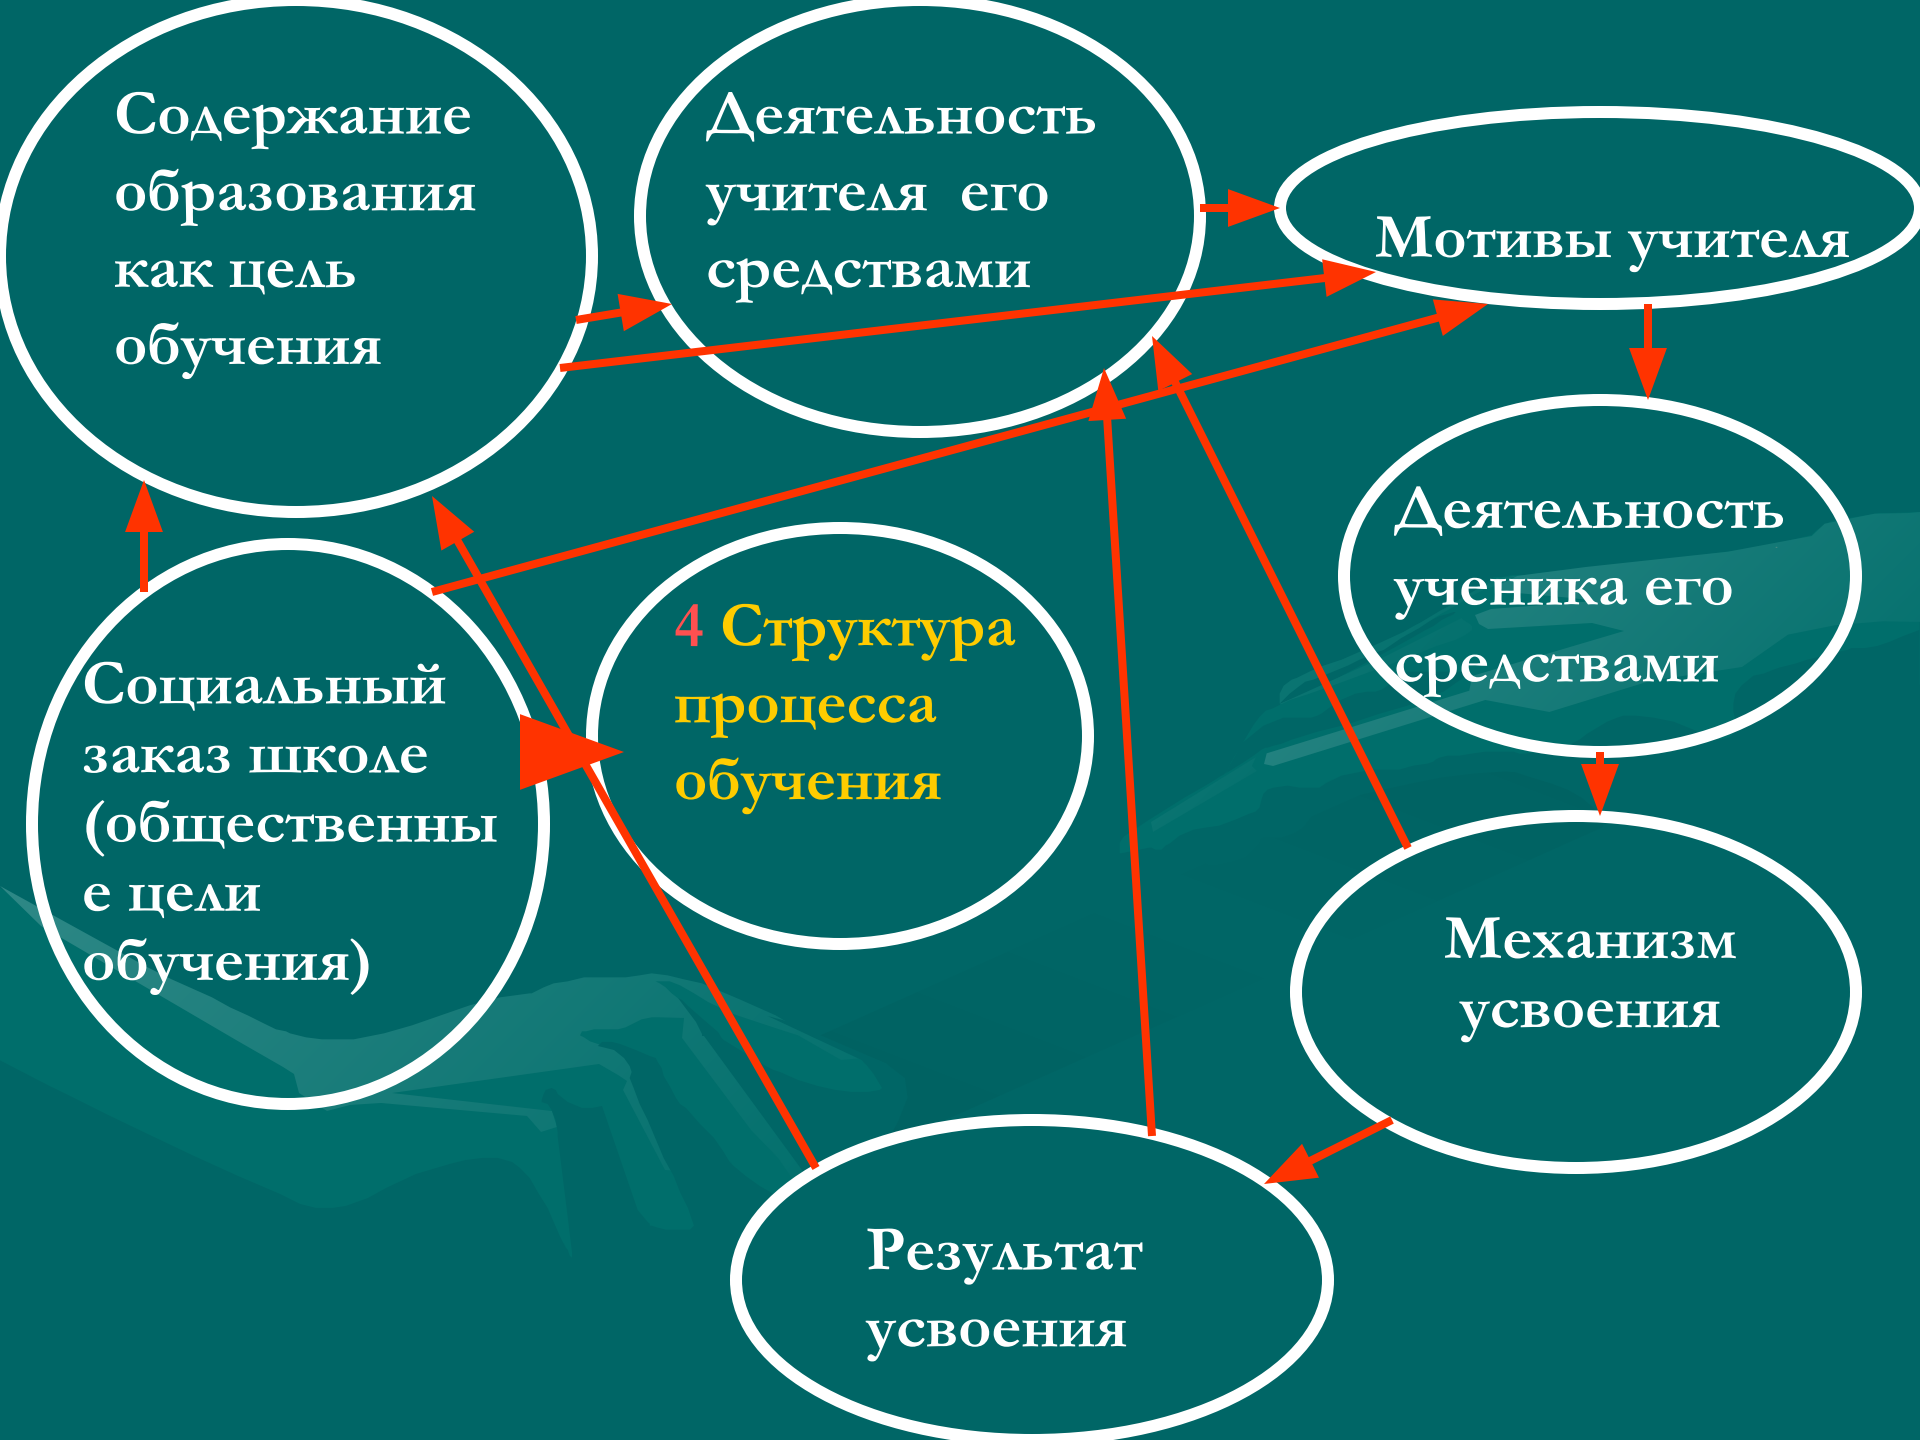 Содержание
образования
как цель
обучения
Деятельность
учителя его
средствами
Мотивы учителя
Деятельность
ученика его
средствами
4 Структура
процесса
обучения
Социальный
заказ школе
(общественны
е цели
обучения)
Механизм
усвоения
Результат
усвоения